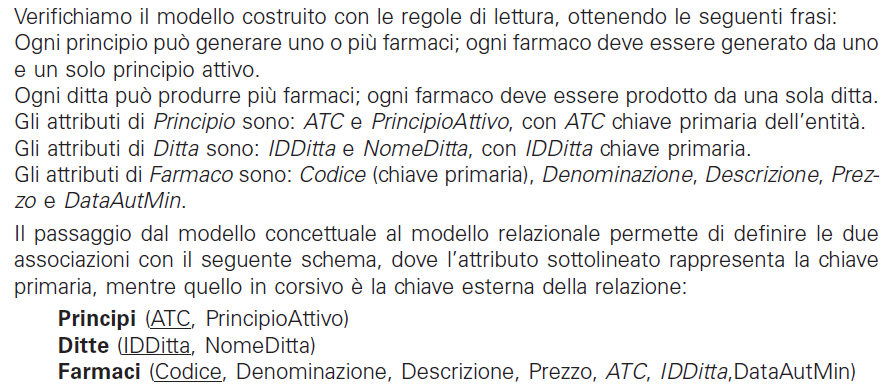 Verifichiamo il modello costruito con le regole di lettura, ottenendo le seguenti frasi:
Ogni principio può generare uno o più farmaci; ogni farmaco deve essere generato da uno
e un solo principio attivo.
Ogni ditta può produrre più farmaci; ogni farmaco deve essere prodotto da una sola ditta.
Gli attributi di Principio sono: ATC e PrincipioAttivo, con ATC chiave primaria dell'entità.
Gli attributi di Ditta sono: IDDitta e NomeDitta, con IDDitta chiave primaria.
Gli attributi di Farmaco sono: Codice (chiave primaria), Denominazione, Descrizione, Prez-
zo e DataAutMin.
Il passaggio dal modello concettuale al modello relazionale permette di definire le due
associazioni con il seguente schema, dove l'attributo sottolineato rappresenta la chiave
primaria, mentre quello in corsivo è la chiave esterna della relazione:
Principi (ATC, PrincipioAttivo)
Ditte (IDDitta, NomeDitta)
Farmaci (Codice, Denominazione, Descrizione, Prezzo, ATC, IDDitta,DataAutMin)